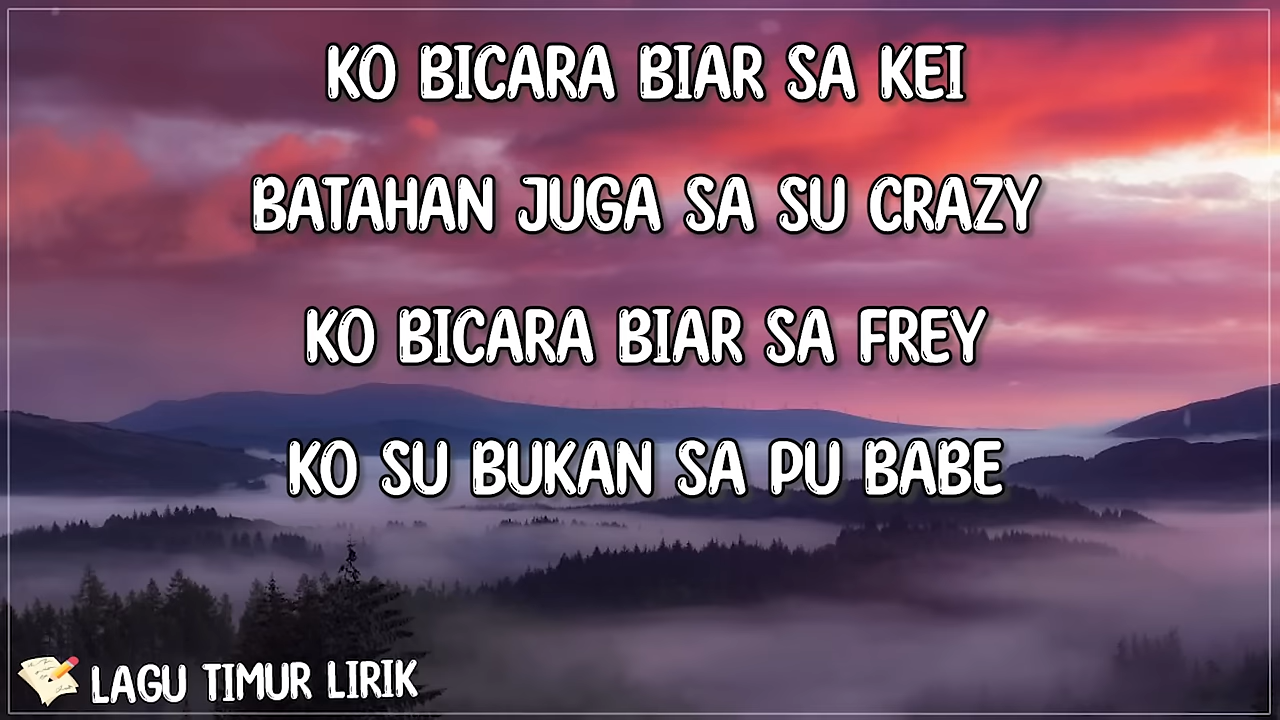 KO BICARA BIAR SA KEI
BATAHAN JUGA SA SU CRAZY
KO BICARA BIAR SA FREY
KO SU BUKAN SA PU BABE
LAGU TIMUR LIRIK